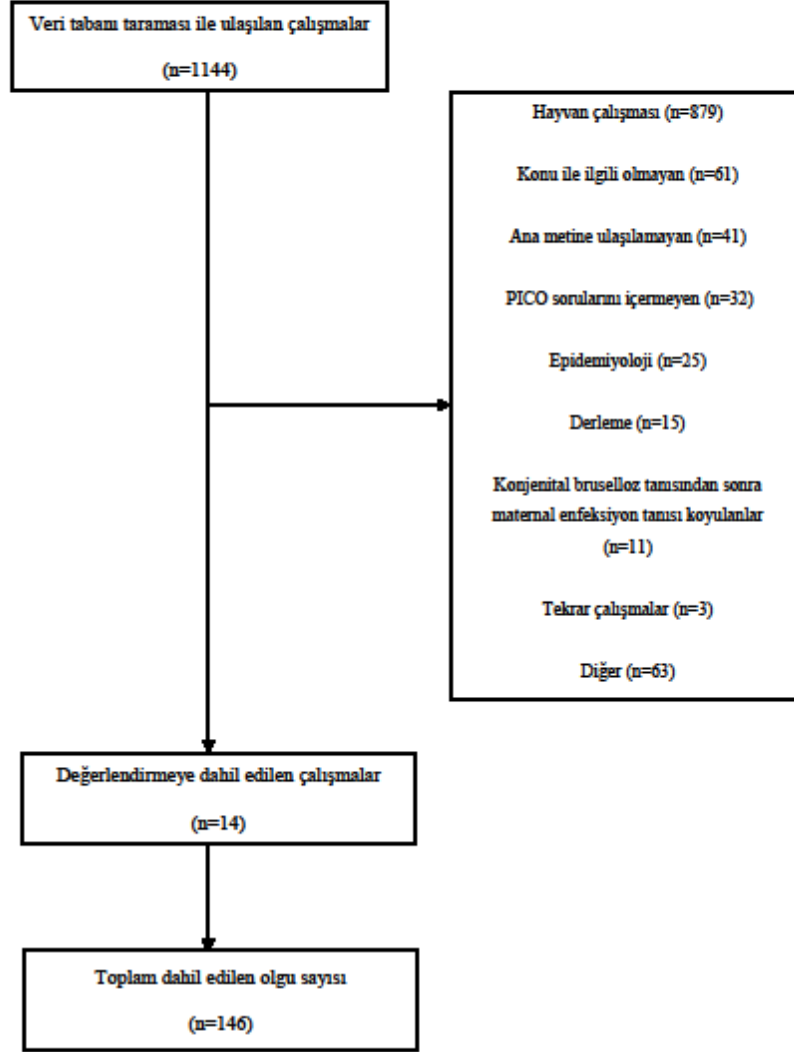 Veri tabanı taraması ile ulaşılan çalışmalar
(n=1144)
Hayvan çalışması (n=879)
Konu ile ilgili olmayan (n=61)
Ana metine ulaşılamayan (n=41)
PICO sorularını içermeyen (n=32)
Epidemiyoloji (n=25)
Derleme (n=15)
Konjenital bruselloz tanısından sonra
maternal enfeksiyon tanısı koyulanlar
(n=11)
Tekrar çalışmalar (n=3)
Diğer (n=63)
Değerlendirmeye dahil edilen çalışmalar
(n=14)
Toplam dahil edilen olgu sayısı
(n=146)